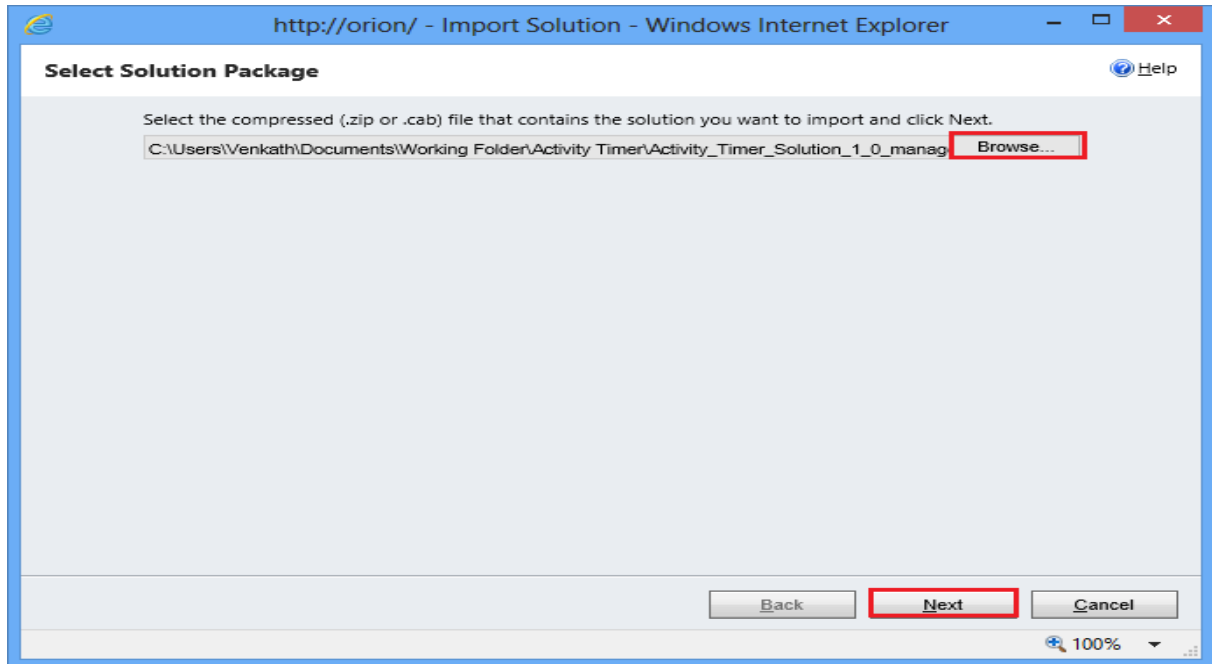 http://orion/ - Import Solution - Windows Internet Explorer
Select Solution Package
Help
Select the compressed (.zip or .cab) file that contains the solution you want to import and click Next.
C:\Users\Venkath\Documents\Working Folder\Activity Timer\Activity_Timer_Solution_1_0_manag
Browse...
Back
Next
Cancel
100%